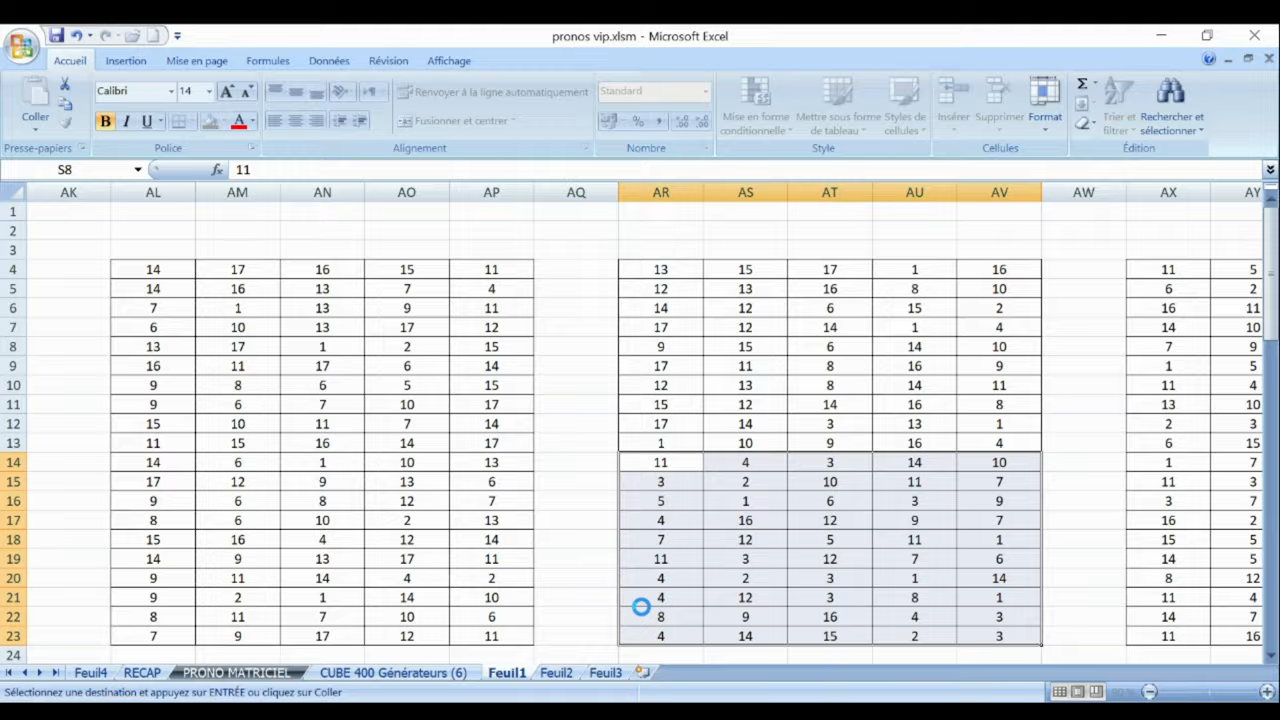 pronos vip.xlsm - Microsoft Excel
Accueil Insertion Mise en page Formules Données Révision Affichage
Coller
Calibri 14 A A
B I U A
Renvoyer à la ligne automatiquement
Fusionner et centrer
Standard
%
Mise en forme conditionnelle
Mettre sous forme de tableau
Styles de cellules
Insérer
Supprimer
Format
Σ
Trier et filtrer
Rechercher et sélectionner
Presse-papiers Police Alignement Nombre Style Cellules Édition
S8 fx 11
AK AL AM AN AO AP AQ AR AS AT AU AV AW AX AY
1
2
3
4 14 17 16 15 11 13 15 17 1 16 11 5
5 14 16 13 7 4 12 13 16 8 10 6 2
6 7 1 13 9 11 14 12 6 15 2 16 11
7 6 10 13 17 12 17 12 14 1 4 14 10
8 13 17 1 2 15 9 15 6 14 10 7 9
9 16 11 17 6 14 17 11 8 16 9 1 5
10 9 8 6 5 15 12 13 8 14 11 11 4
11 9 6 7 10 17 15 12 14 16 8 13 10
12 15 10 11 7 14 17 14 3 13 1 2 3
13 11 15 16 14 17 1 10 9 16 4 6 15
14 14 6 1 10 13 11 4 3 14 10 1 7
15 17 12 9 13 6 3 2 10 11 7 11 3
16 9 6 8 12 7 5 1 6 3 9 3 7
17 8 6 10 2 13 4 16 12 9 7 16 2
18 15 16 4 12 14 7 12 5 11 1 15 5
19 14 9 13 17 11 11 3 12 7 6 14 5
20 9 11 14 4 2 4 2 3 1 14 8 12
21 9 2 1 14 10 4 12 3 8 1 11 4
22 8 11 7 12 10 8 9 16 4 3 14 7
23 7 9 17 12 11 4 14 15 2 3 11 16
24
Feuil4 RECAP PRONO MATRICIEL CUBE 400 Générateurs (6) Feuil1 Feuil2 Feuil3
Sélectionnez une destination et appuyez sur ENTRÉE ou cliquez sur Coller